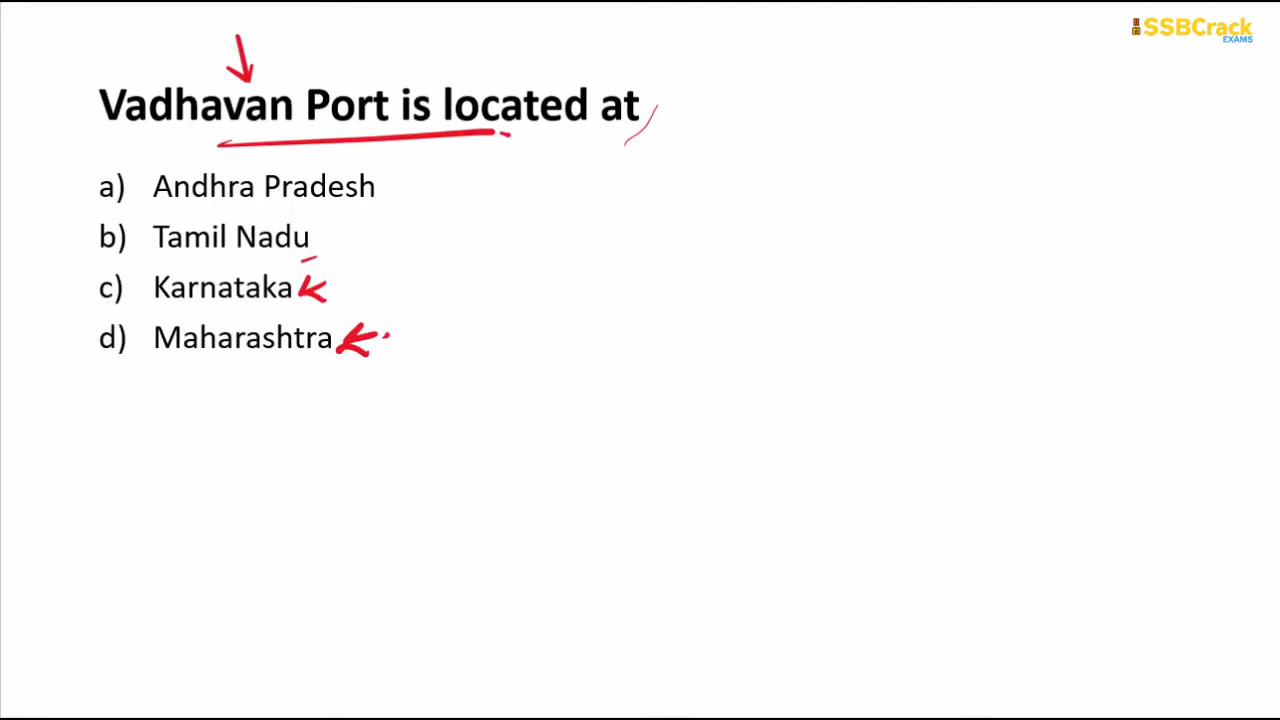 SSBCrack
EXAMS
Vadhavan Port is located at
a) Andhra Pradesh
b) Tamil Nadu
c) Karnataka
d) Maharashtra